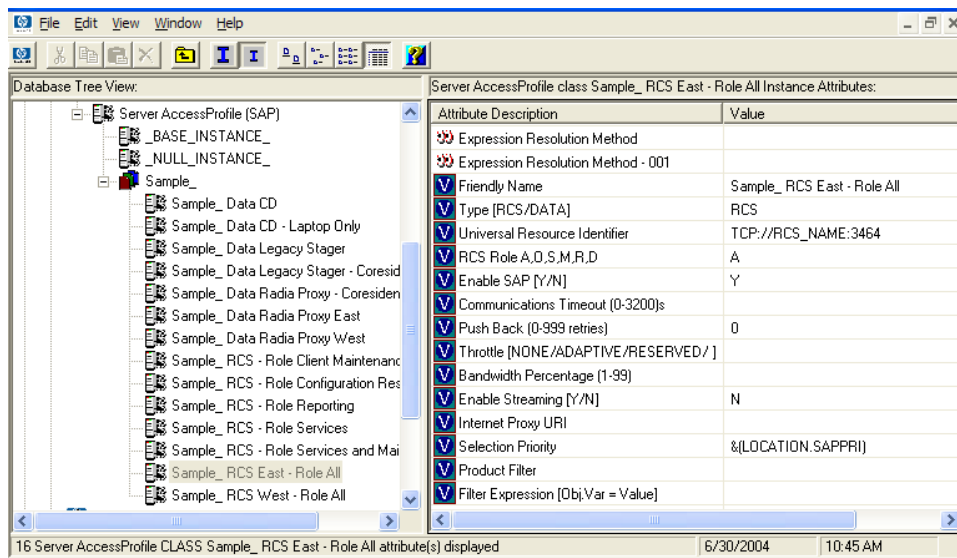 File Edit View Window Help
Database Tree View:
Server AccessProfile (SAP)
_BASE_INSTANCE_
_NULL_INSTANCE_
Sample_
Sample_ Data CD
Sample_ Data CD - Laptop Only
Sample_ Data Legacy Stager
Sample_ Data Legacy Stager - Coresid
Sample_ Data Radia Proxy - Coresiden
Sample_ Data Radia Proxy East
Sample_ Data Radia Proxy West
Sample_ RCS - Role Client Maintenanc
Sample_ RCS - Role Configuration Res
Sample_ RCS - Role Reporting
Sample_ RCS - Role Services
Sample_ RCS - Role Services and Mai
Sample_ RCS East - Role All
Sample_ RCS West - Role All
Server AccessProfile class Sample_ RCS East - Role All Instance Attributes:
Attribute Description Value
Expression Resolution Method
Expression Resolution Method - 001
Friendly Name Sample_ RCS East - Role All
Type [RCS/DATA] RCS
Universal Resource Identifier TCP://RCS_NAME:3464
RCS Role A,O,S,M,R,D A
Enable SAP [Y/N] Y
Communications Timeout (0-3200)s
Push Back (0-999 retries) 0
Throttle [NONE/ADAPTIVE/RESERVED/ ]
Bandwidth Percentage (1-99)
Enable Streaming [Y/N] N
Internet Proxy URI
Selection Priority &(LOCATION.SAPPRI)
Product Filter
Filter Expression [Obj.Var = Value]
16 Server AccessProfile CLASS Sample_ RCS East - Role All attribute(s) displayed 6/30/2004 10:45 AM